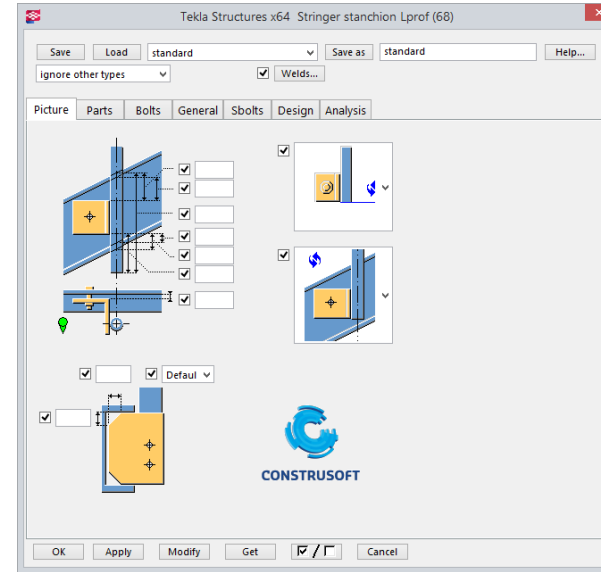 Tekla Structures x64 Stringer stanchion Lprof (68)
Save Load standard Save as standard Help...
ignore other types Welds...
Picture Parts Bolts General Sbolts Design Analysis
Defaul
CONSTRUSOFT
OK Apply Modify Get / Cancel